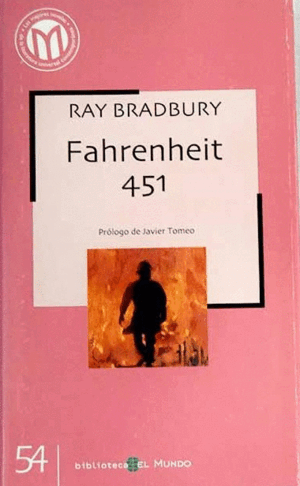 RAY BRADBURY
Fahrenheit
451
Prólogo de Javier Tomeo
54
biblioteca EL MUNDO